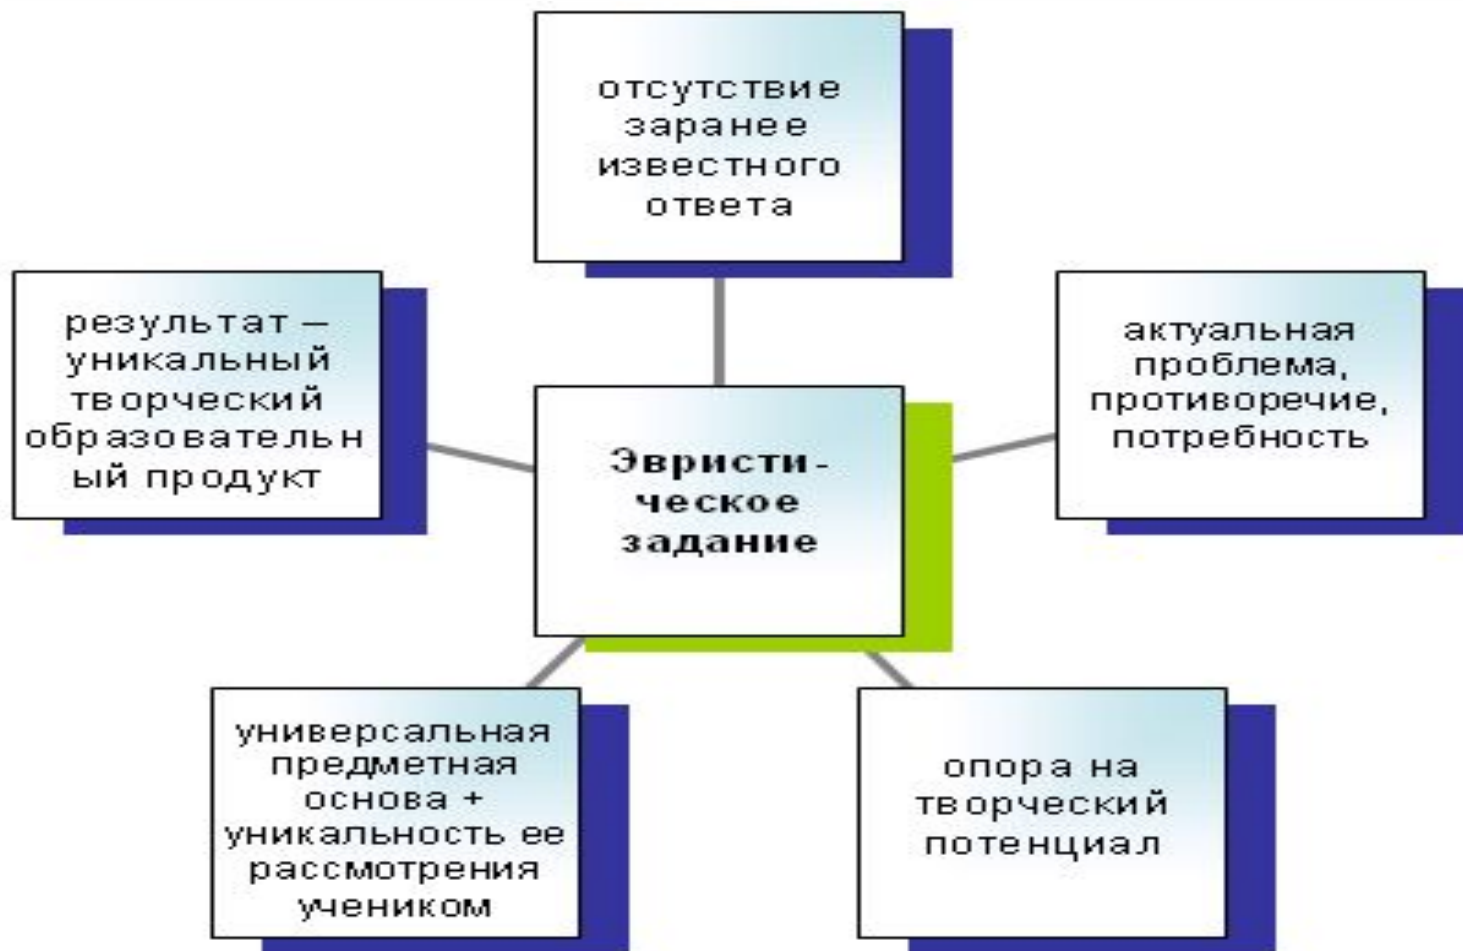 отсутствие
заранее
известного
ответа
результат –
уникальный
творческий
образовательн
ый продукт
актуальная
проблема,
противоречие,
потребность
Эвристи-
ческое
задание
универсальная
предметная
основа +
уникальность ее
рассмотрения
учеником
опора на
творческий
потенциал